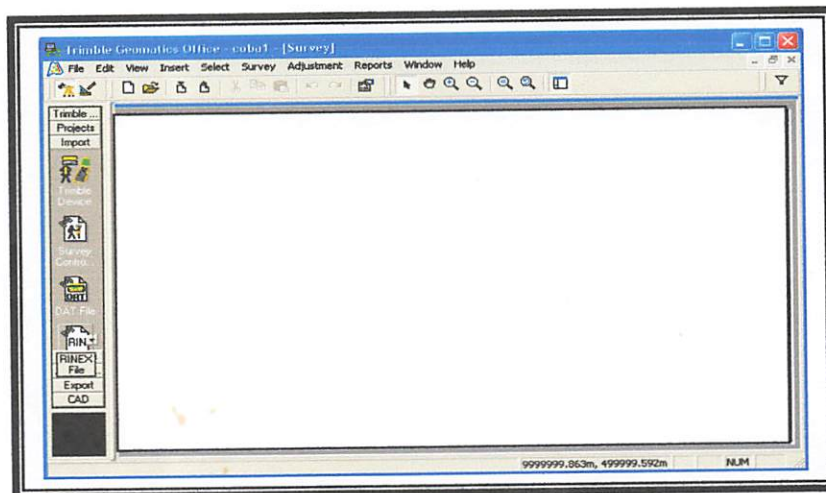 Trimble Geomatics Office - coba1 - [Survey]
File Edit View Insert Select Survey Adjustment Reports Window Help
Trimble ...
Projects
Import
Trimble
Device
Survey
Contro...
DAT File
RINEX
File
Export
CAD
9999999.863m, 499999.592m NUM